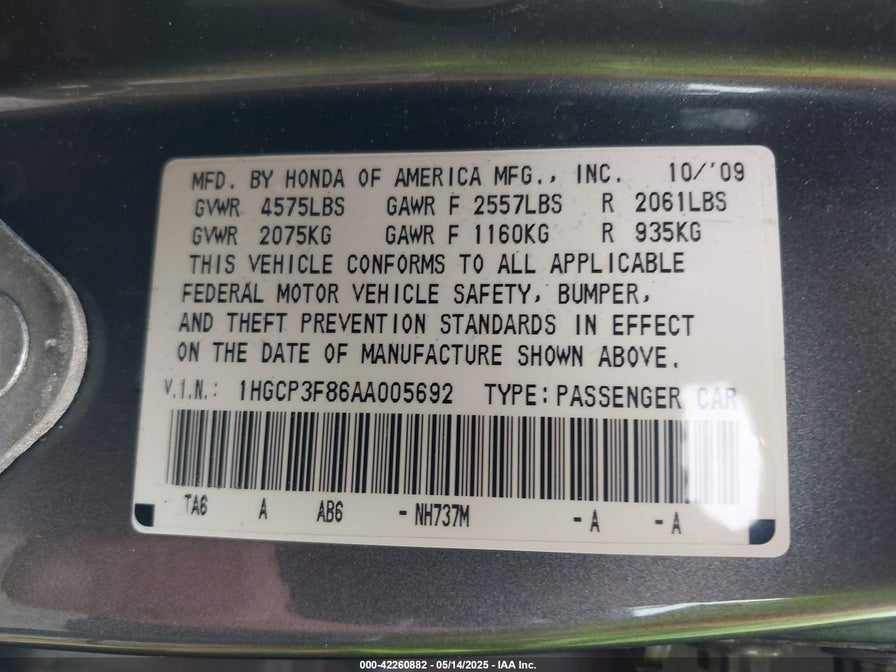 MFD. BY HONDA OF AMERICA MFG., INC. 10/'09
GVWR 4575LBS GAWR F 2557LBS R 2061LBS
GVWR 2075KG GAWR F 1160KG R 935KG
THIS VEHICLE CONFORMS TO ALL APPLICABLE
FEDERAL MOTOR VEHICLE SAFETY, BUMPER,
AND THEFT PREVENTION STANDARDS IN EFFECT
ON THE DATE OF MANUFACTURE SHOWN ABOVE.
V.I.N.: 1HGCP3F86AA005692 TYPE: PASSENGER CAR
TA6 A AB6 - NH737M - A - A
000-42260882 - 05/14/2025 - IAA Inc.